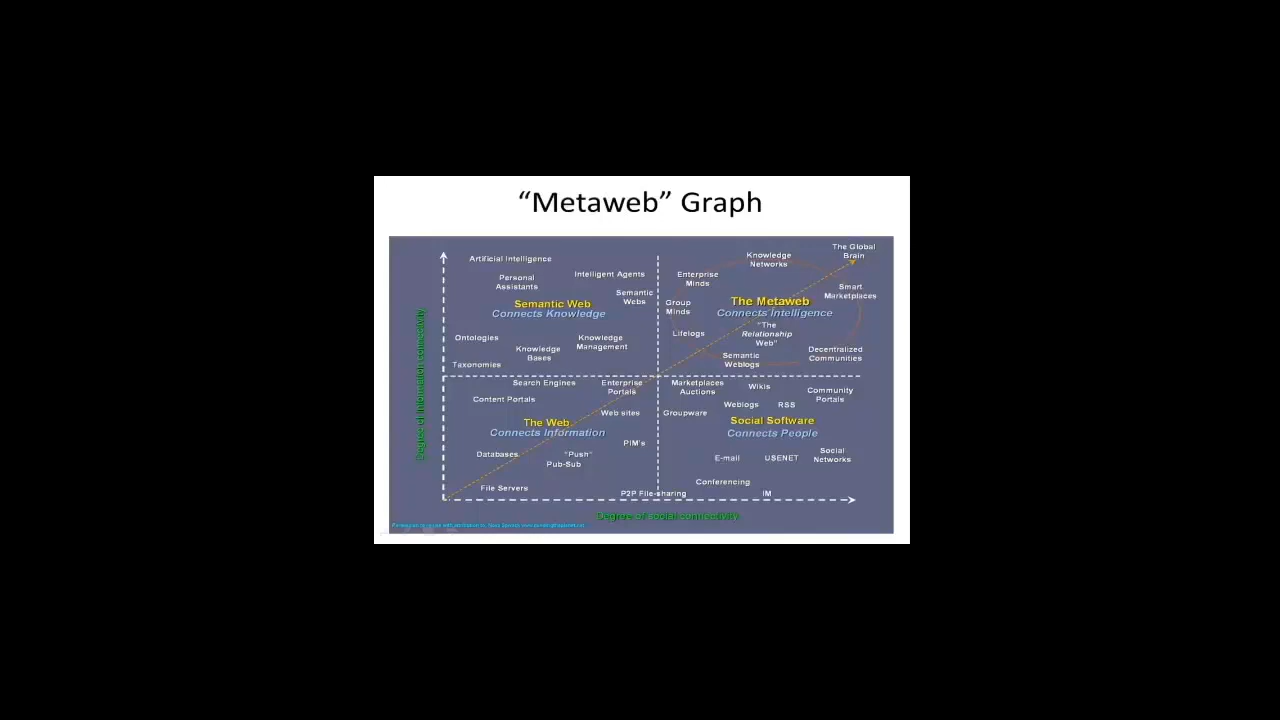 “Metaweb” Graph
The Global
Brain
Artificial Intelligence
Knowledge
Networks
Personal
Assistants
Intelligent Agents
Enterprise
Minds
Smart
Marketplaces
Semantic
Webs
Semantic Web
Connects Knowledge
Group
Minds
The Metaweb
Connects Intelligence
"The
Relationship
Web"
Lifelogs
Ontologies
Knowledge
Management
Knowledge
Bases
Taxonomies
Semantic
Weblogs
Decentralized
Communities
Degree of Information connectivity
Search Engines
Enterprise
Portals
Marketplaces
Auctions
Wikis
Community
Portals
Content Portals
Weblogs
RSS
Web sites
Groupware
The Web
Connects Information
Social Software
Connects People
PIM's
Databases
"Push"
Pub-Sub
E-mail
USENET
Social
Networks
File Servers
Conferencing
P2P File-sharing
IM
Degree of social connectivity